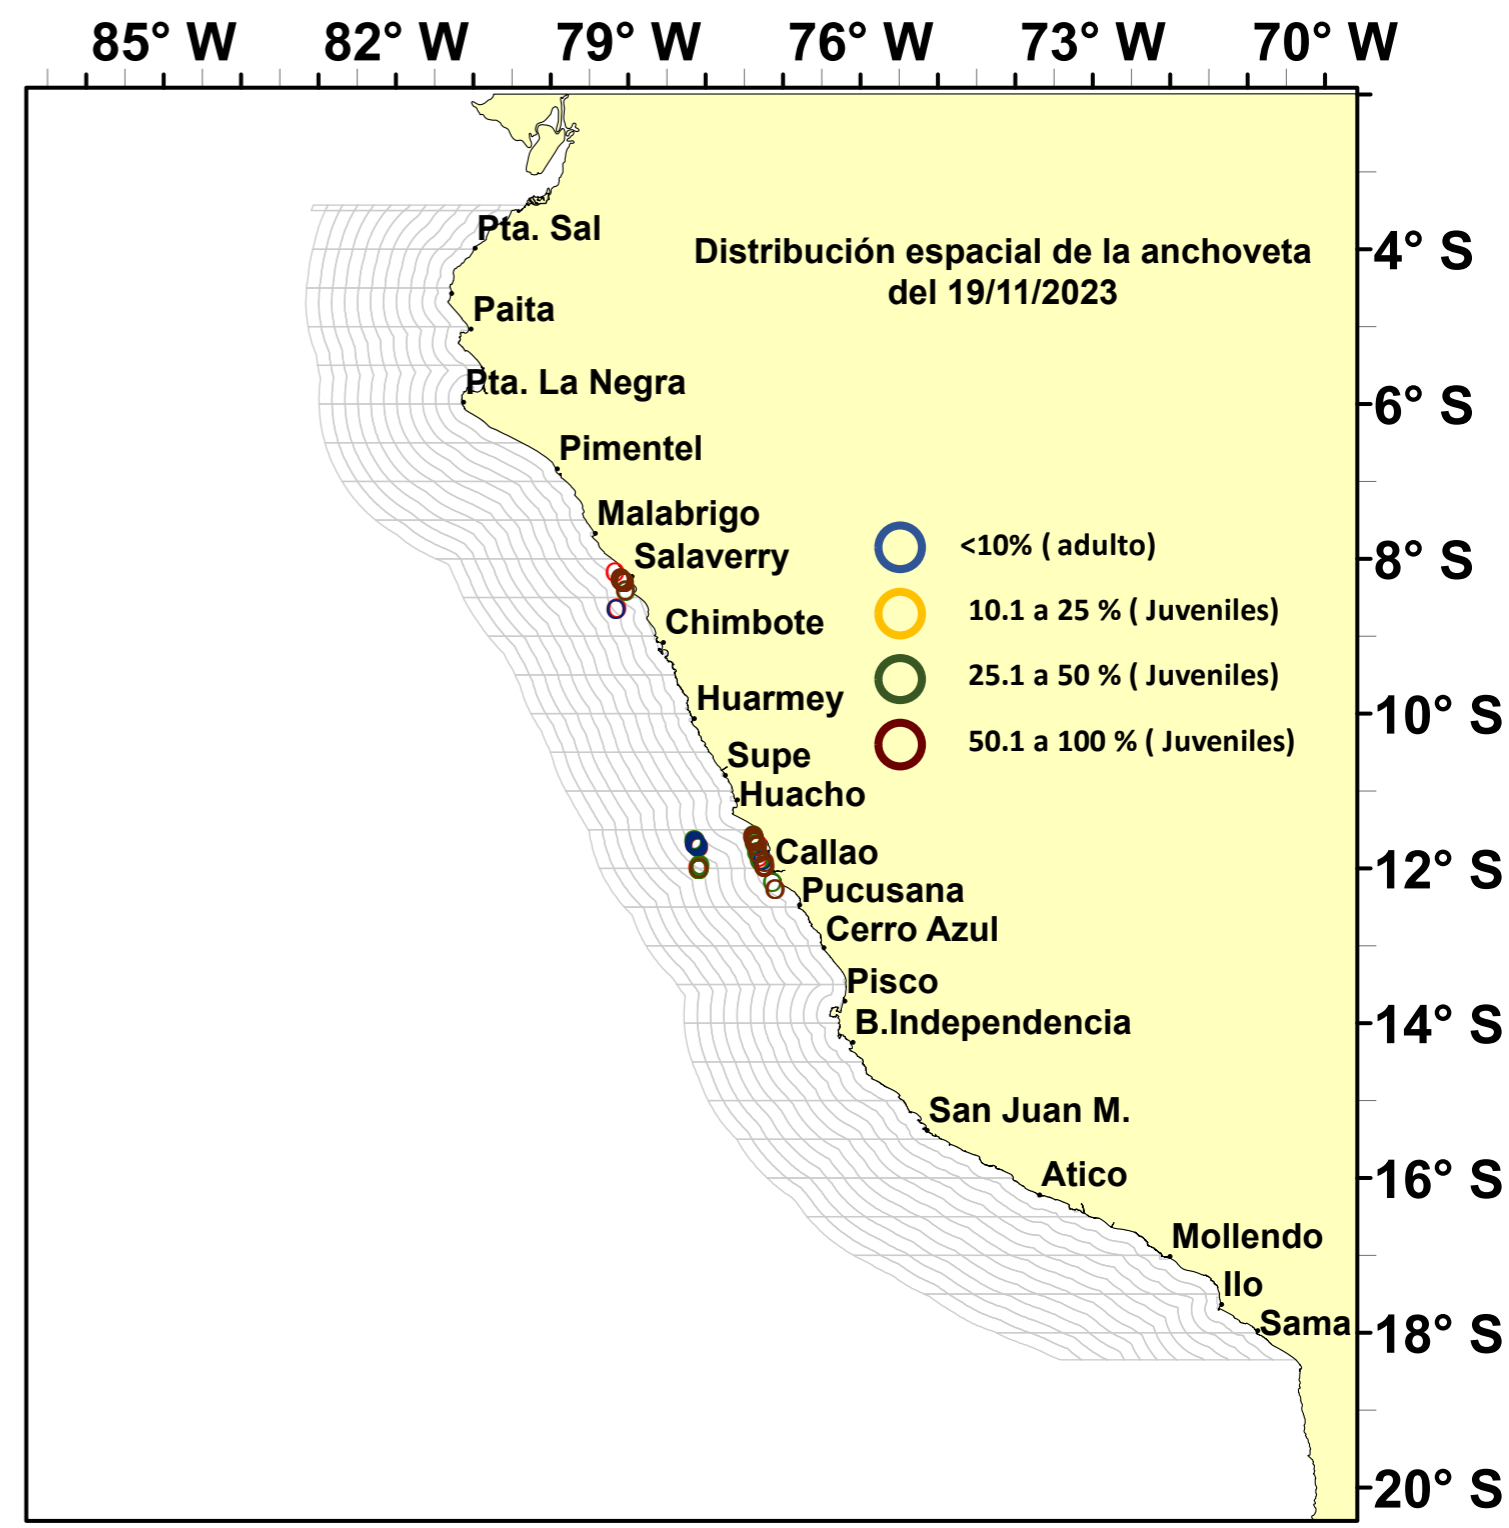 85° W 82° W 79° W 76° W 73° W 70° W
Pta. Sal
Distribución espacial de la anchoveta
del 19/11/2023
4° S
Paita
Pta. La Negra
6° S
Pimentel
Malabrigo
Salaverry
<10% ( adulto)
8° S
Chimbote
10.1 a 25 % ( Juveniles)
25.1 a 50 % ( Juveniles)
Huarmey
10° S
50.1 a 100 % ( Juveniles)
Supe
Huacho
Callao
12° S
Pucusana
Cerro Azul
Pisco
B.Independencia
14° S
San Juan M.
Atico
16° S
Mollendo
Ilo
Sama
18° S
20° S